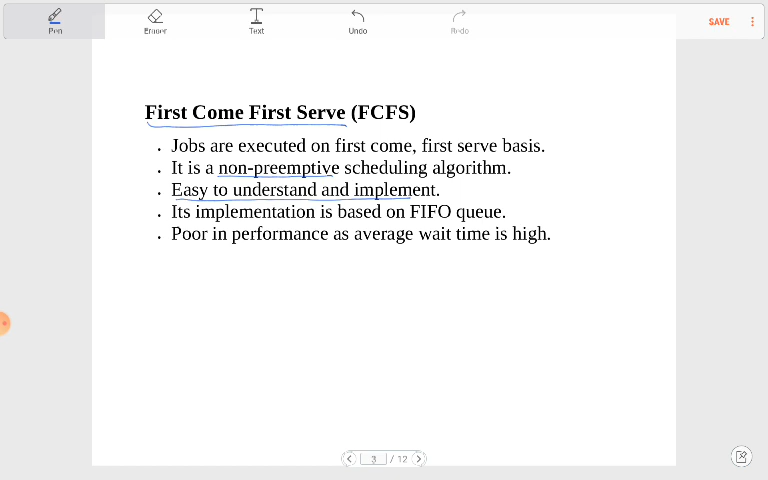 Pen
Eraser
Text
Undo
Redo
SAVE
First Come First Serve (FCFS)
• Jobs are executed on first come, first serve basis.
• It is a non-preemptive scheduling algorithm.
• Easy to understand and implement.
• Its implementation is based on FIFO queue.
• Poor in performance as average wait time is high.
3 / 12